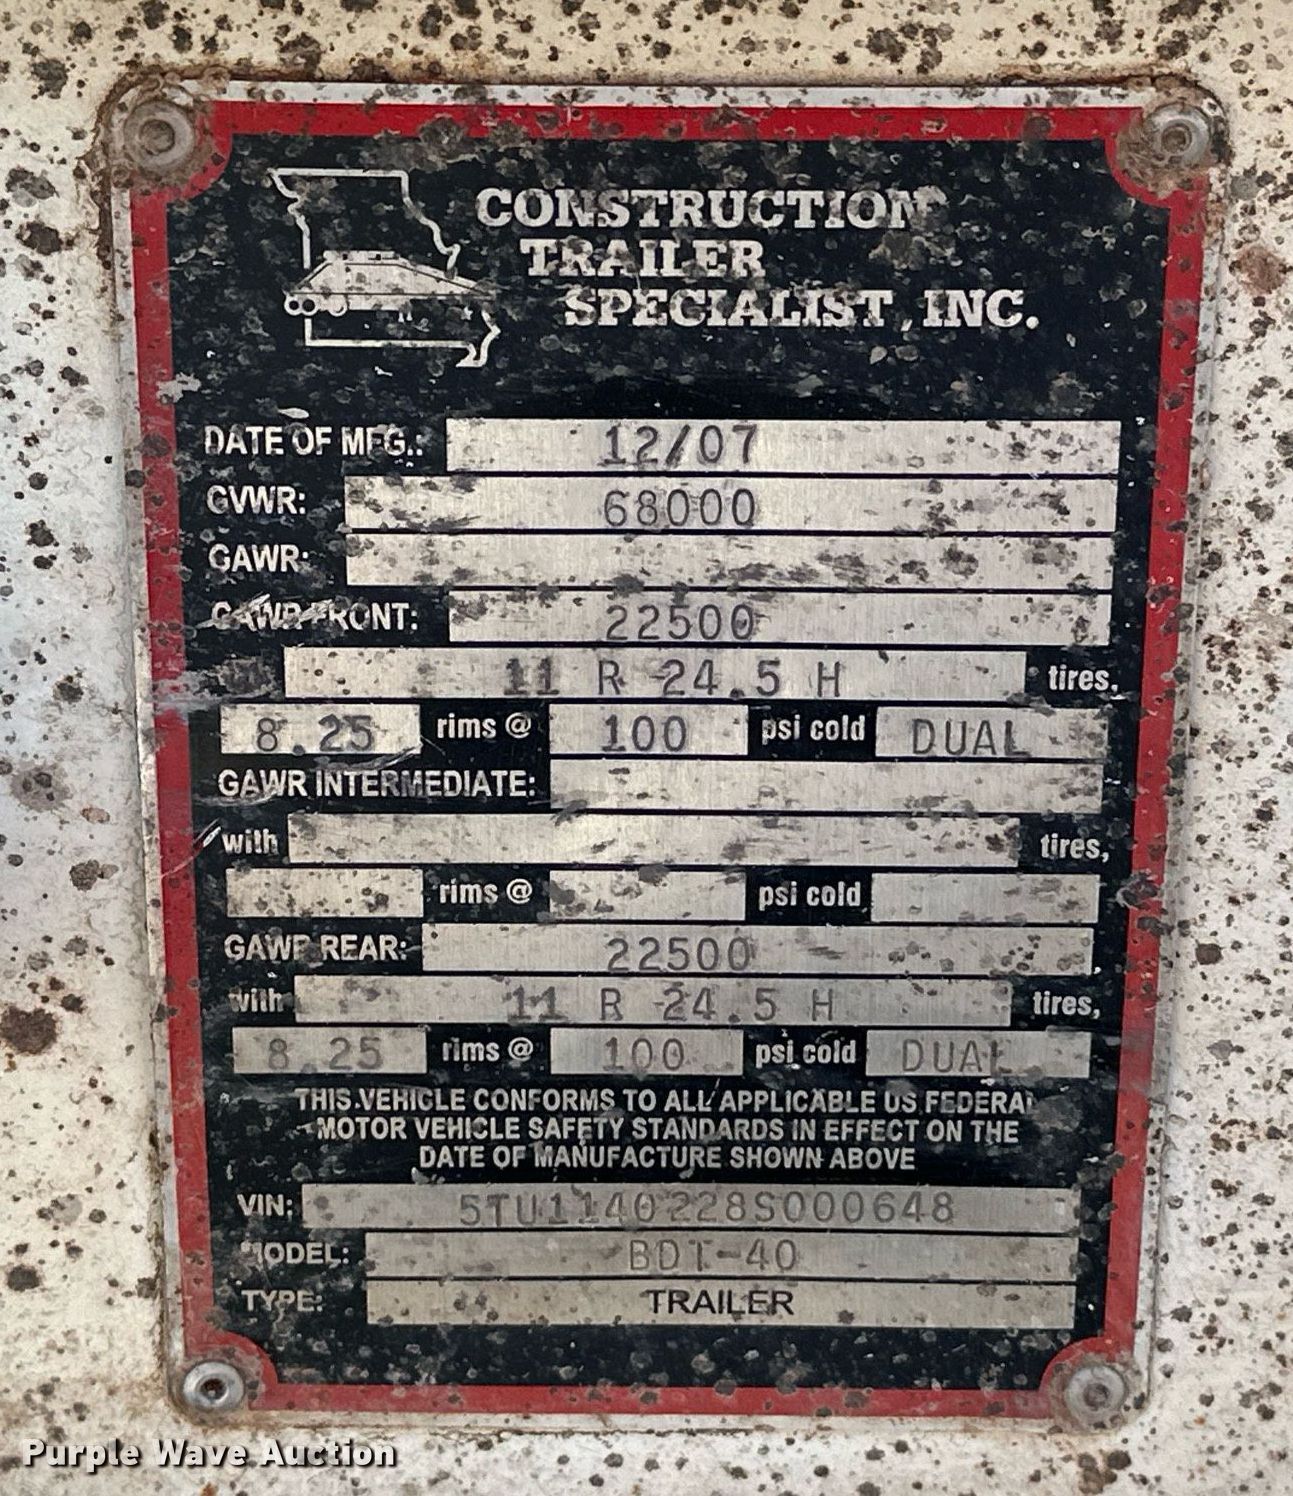 CONSTRUCTION
TRAILER
SPECIALIST, INC.
DATE OF MFG.: 12/07
GVWR: 68000
GAWR:
GAWR FRONT: 22500
11 R 24.5 H tires,
8.25 rims @ 100 psi cold DUAL
GAWR INTERMEDIATE:
with tires,
rims @ psi cold
GAWR REAR: 22500
with 11 R 24.5 H tires,
8.25 rims @ 100 psi cold DUAL
THIS VEHICLE CONFORMS TO ALL APPLICABLE US FEDERAL
MOTOR VEHICLE SAFETY STANDARDS IN EFFECT ON THE
DATE OF MANUFACTURE SHOWN ABOVE
VIN: 5TU1140228S000648
MODEL: BDT-40
TYPE: TRAILER
Purple Wave Auction